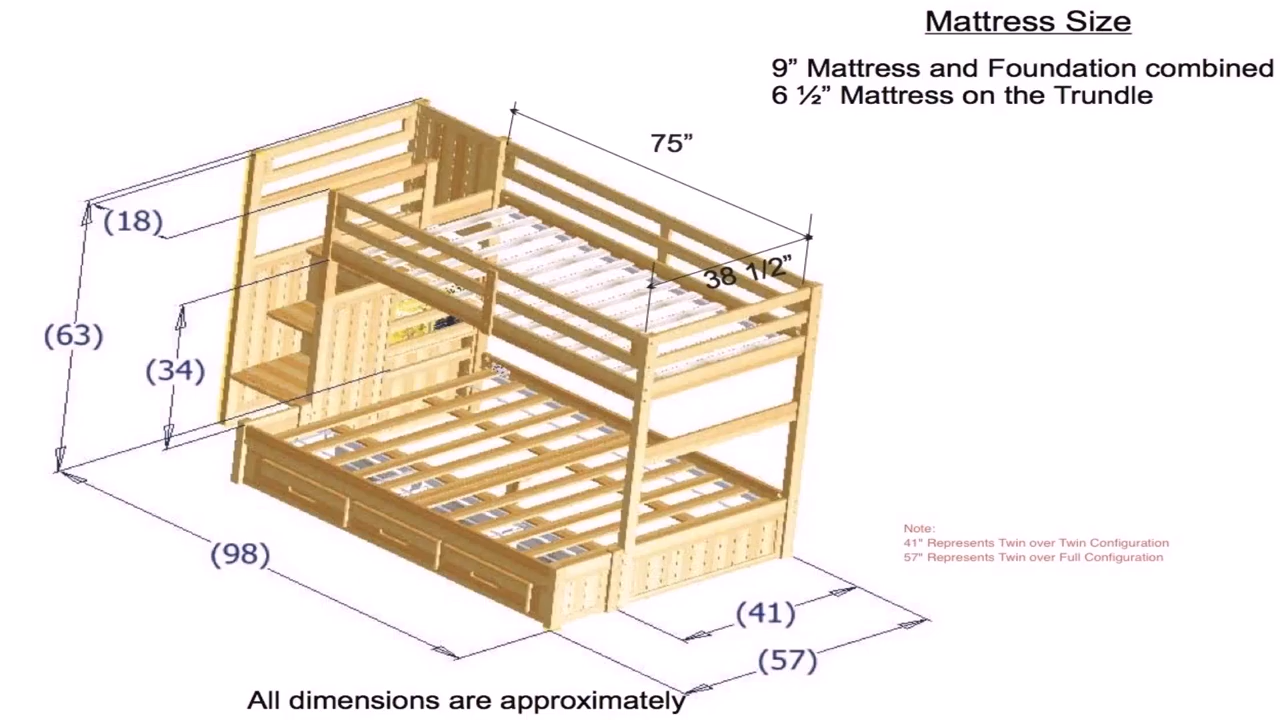 Mattress Size
9” Mattress and Foundation combined
6 ½” Mattress on the Trundle
75”
38 1/2”
(18)
(63)
(34)
(98)
(41)
(57)
Note:
41" Represents Twin over Twin Configuration
57" Represents Twin over Full Configuration
All dimensions are approximately